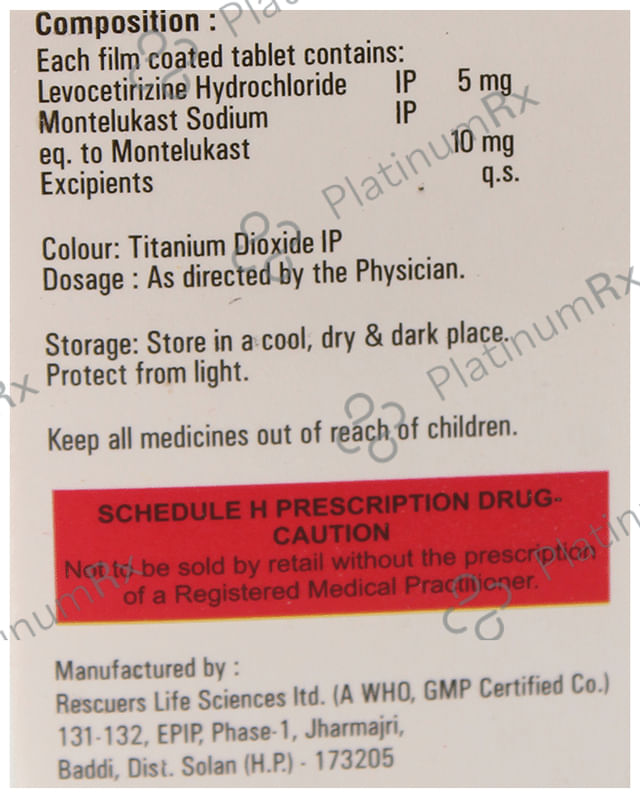 Composition :
Each film coated tablet contains:
Levocetirizine Hydrochloride IP 5 mg
Montelukast Sodium IP
eq. to Montelukast 10 mg
Excipients q.s.
Colour: Titanium Dioxide IP
Dosage : As directed by the Physician.
Storage: Store in a cool, dry & dark place.
Protect from light.
Keep all medicines out of reach of children.
SCHEDULE H PRESCRIPTION DRUG-
CAUTION
Not to be sold by retail without the prescription
of a Registered Medical Practitioner.
Manufactured by :
Rescuers Life Sciences ltd. (A WHO, GMP Certified Co.)
131-132, EPIP, Phase-1, Jharmajri,
Baddi, Dist. Solan (H.P.) - 173205
PlatinumRx
PlatinumRx
PlatinumRx
Rx
inumRx
Platin